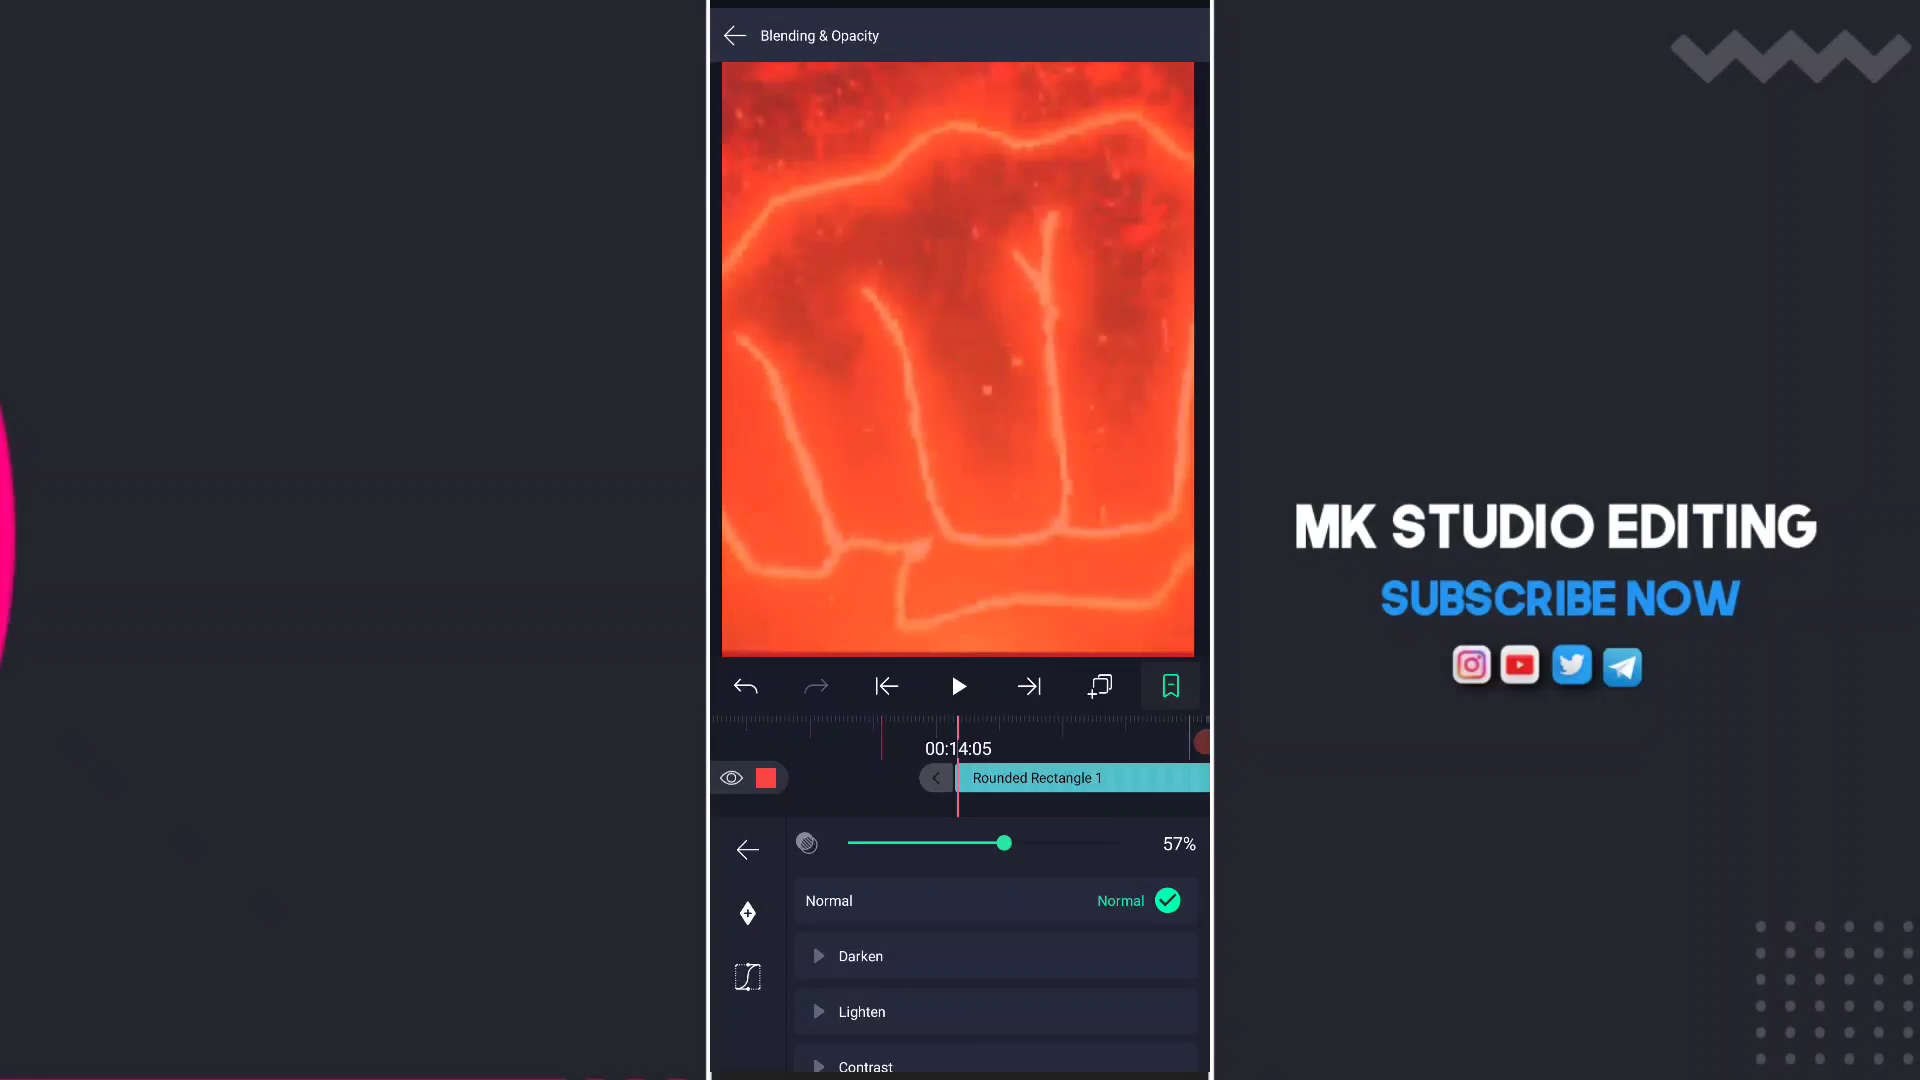 Blending & Opacity
MK STUDIO EDITING
SUBSCRIBE NOW
00:14:05
Rounded Rectangle 1
57%
Normal Normal
Darken
Lighten
Contrast